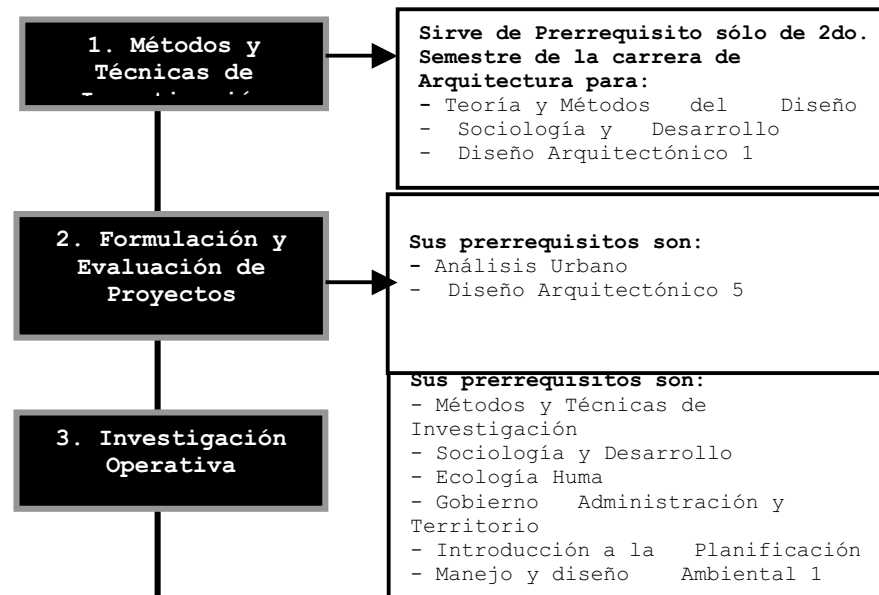 1. Métodos y
Técnicas de
Sirve de Prerrequisito sólo de 2do.
Semestre de la carrera de
Arquitectura para:
- Teoría y Métodos del Diseño
- Sociología y Desarrollo
- Diseño Arquitectónico 1
2. Formulación y
Evaluación de
Proyectos
Sus prerrequisitos son:
- Análisis Urbano
- Diseño Arquitectónico 5
3. Investigación
Operativa
Sus prerrequisitos son:
- Métodos y Técnicas de
Investigación
- Sociología y Desarrollo
- Ecología Huma
- Gobierno Administración y
Territorio
- Introducción a la Planificación
- Manejo y diseño Ambiental 1